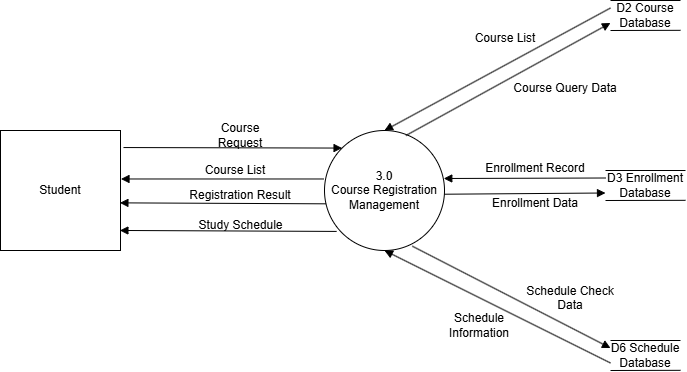 D2 Course
Database
Course List
Course Query Data
Course
Request
Course List
Registration Result
Study Schedule
Student
3.0
Course Registration
Management
Enrollment Record
Enrollment Data
D3 Enrollment
Database
Schedule Check
Data
Schedule
Information
D6 Schedule
Database